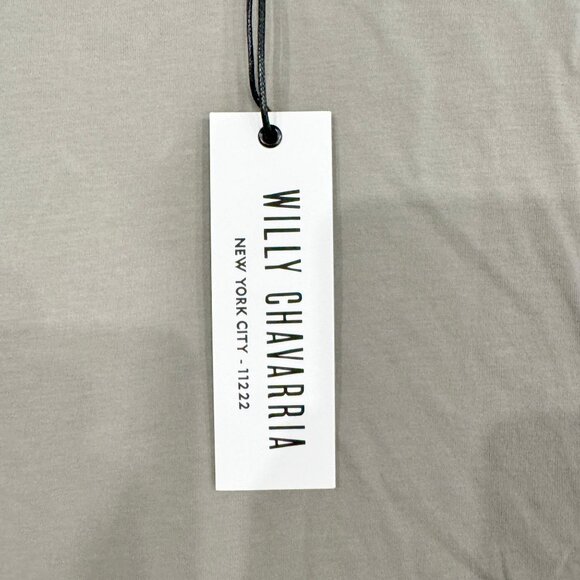 WILLY CHAVARRIA
NEW YORK CITY - 11222